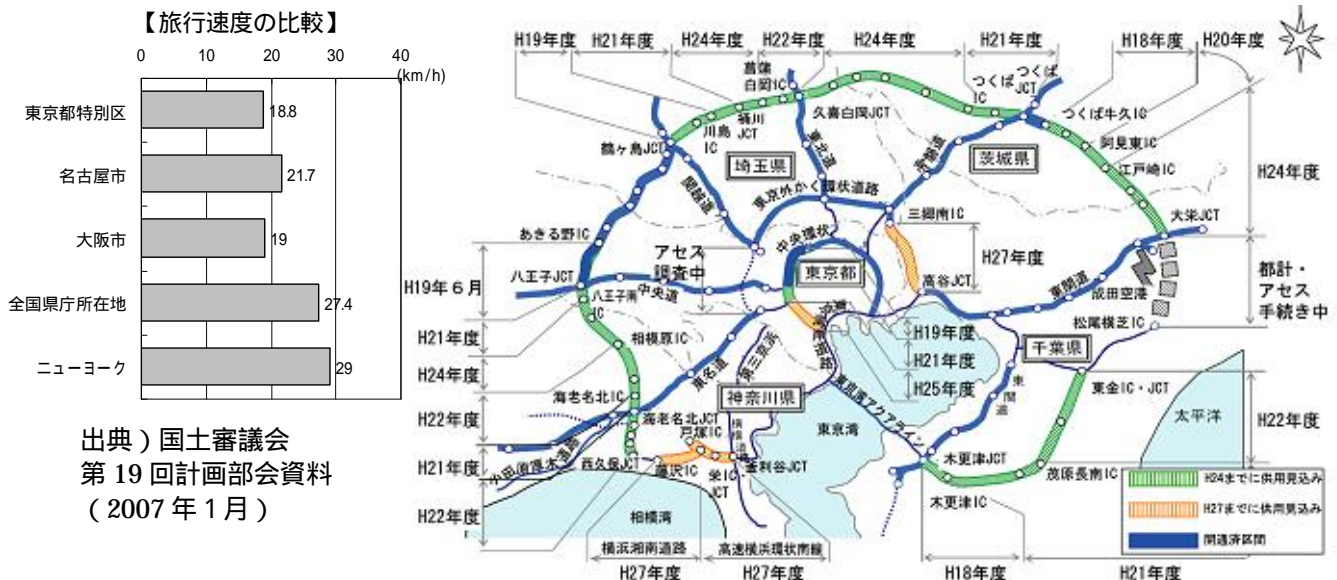 【旅行速度の比較】
0 10 20 30 40
(km/h)
東京都特別区 18.8
名古屋市 21.7
大阪市 19
全国県庁所在地 27.4
ニューヨーク 29
出典）国土審議会
第 19 回計画部会資料
（2007 年 1 月）
H19年度
H21年度
H24年度
H22年度
H24年度
H21年度
H18年度
H20年度
菖蒲
白岡IC
久喜白岡JCT
つくば
IC
つくば
JCT
つくば牛久IC
阿見東IC
江戸崎IC
大栄JCT
H24年度
桶川
JCT
川島
IC
鶴ヶ島JCT
埼玉県
東北道
茨城県
常磐道
関越道
東京外かく環状道路
三郷南IC
あきる野IC
アセス
調査中
中央環状
東京都
H27年度
高谷JCT
東関道
成田空港
都計・
アセス
手続き中
八王子JCT
中央道
H19年６月
八王子南
IC
松尾横芝IC
H21年度
相模原IC
H19年度
H21年度
H25年度
千葉県
H24年度
東名道
第三京浜
東京湾アクアライン
東関道
東金IC・JCT
神奈川県
海老名北IC
海老名北JCT
H22年度
東京湾
太平洋
H22年度
戸塚IC
小田原厚木道路
西久保JCT
藤沢IC
栄IC
JCT
釜利谷JCT
木更津JCT
茂原長南IC
H21年度
木更津IC
H22年度
相模湾
H24までに供用見込み
H27までに供用見込み
開通済区間
横浜湘南道路
高速横浜環状南線
H27年度
H27年度
H18年度
H21年度